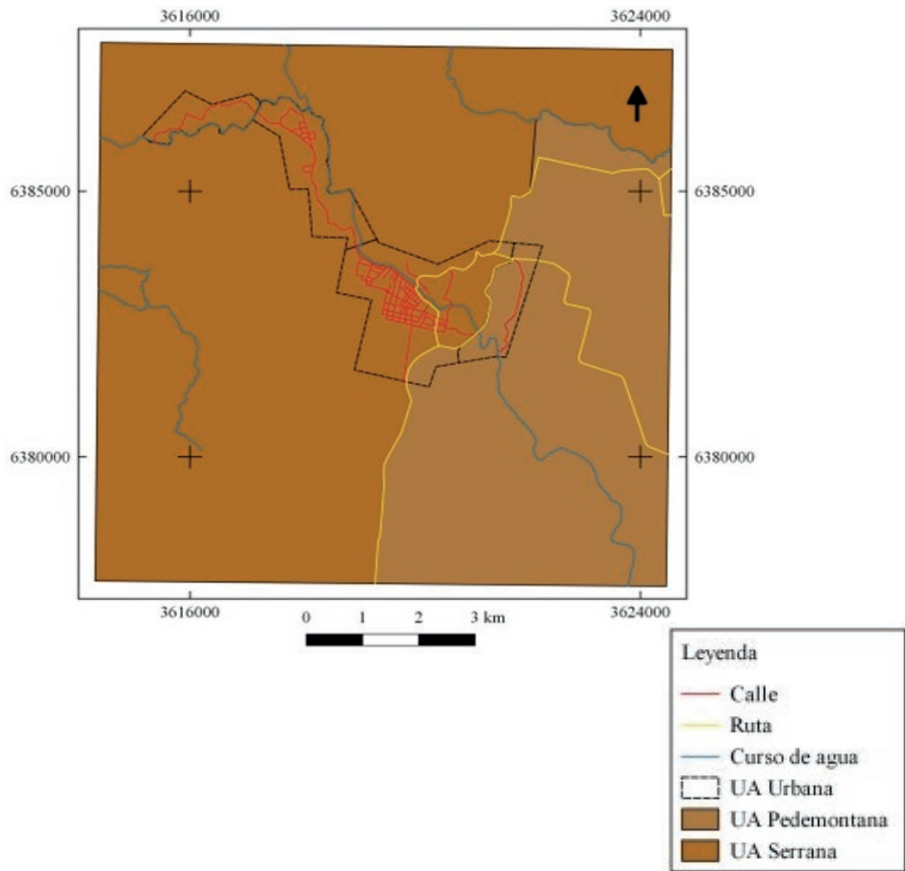 3616000 3624000
6385000 6385000
6380000 6380000
3616000 3624000
0 1 2 3 km
Leyenda
Calle
Ruta
Curso de agua
UA Urbana
UA Pedemontana
UA Serrana